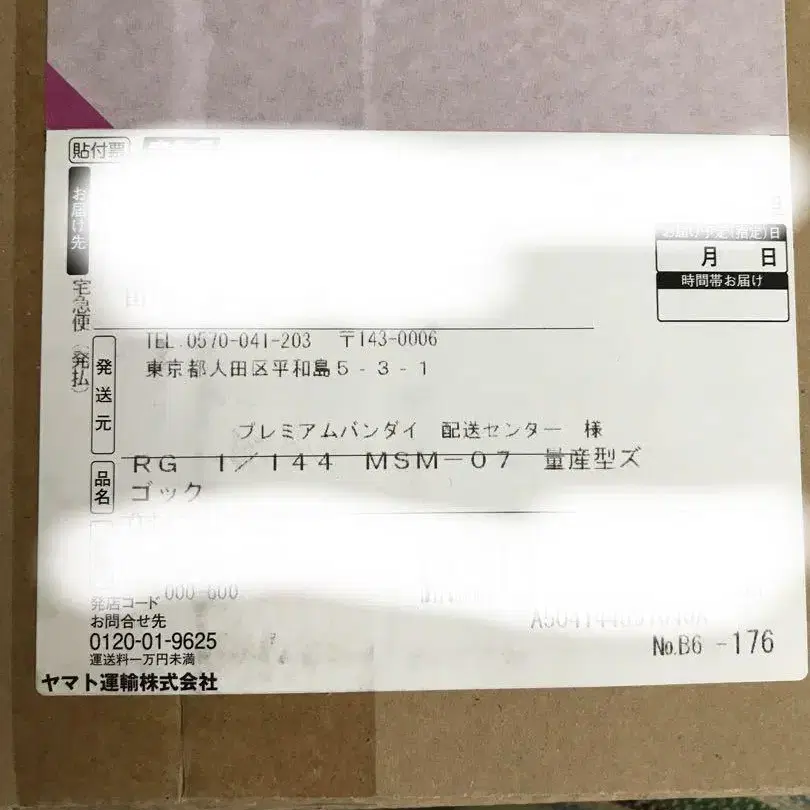 貼付票
お届け先
お届け予定(指定)日
月 日
時間帯お届け
宅急便(発払)
発送元
TEL.0570-041-203 〒143-0006
東京都大田区平和島5-3-1
プレミアムバンダイ 配送センター 様
品名
RG 1/144 MSM-07 量産型ズ
ゴック
000-600
発店コード
お問合せ先
0120-01-9625
運送料一万円未満
ヤマト運輸株式会社
No.B6 -176